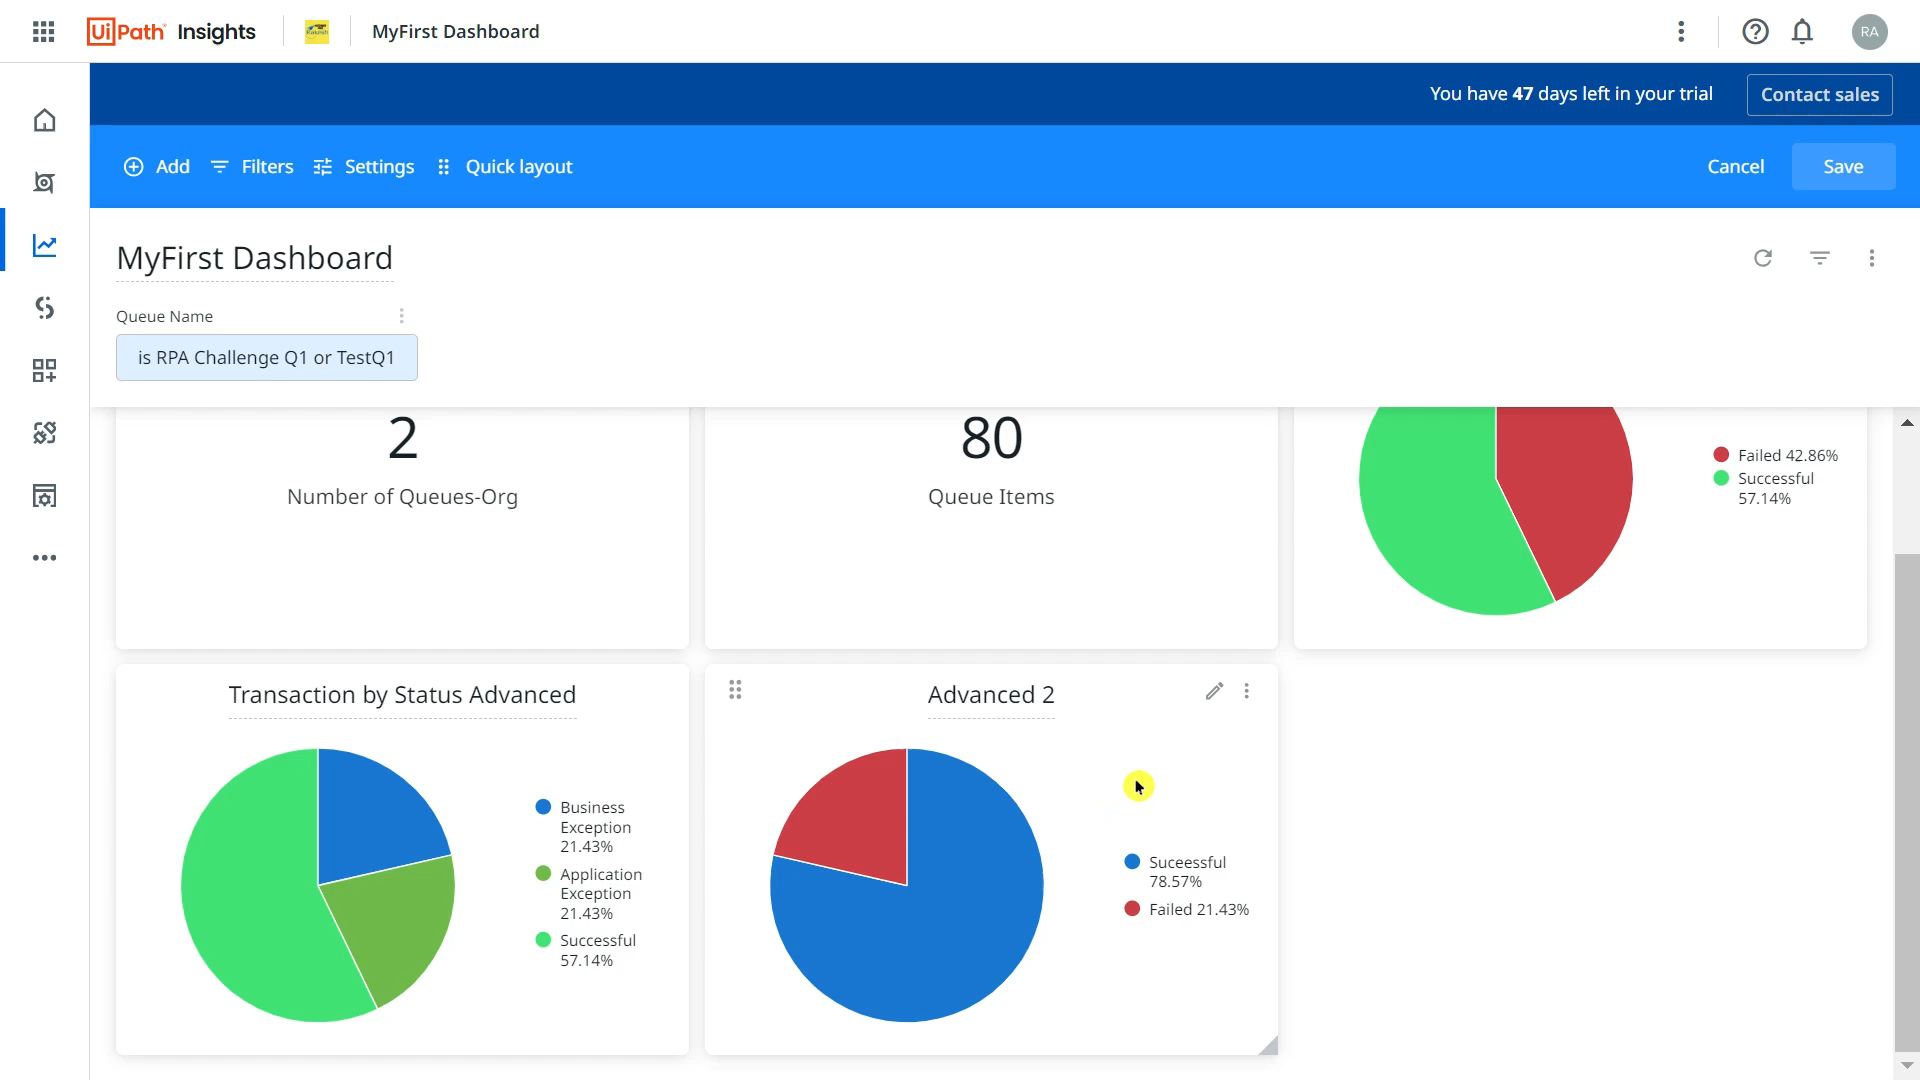 UiPath Insights
MyFirst Dashboard
RA
You have 47 days left in your trial
Contact sales
Add
Filters
Settings
Quick layout
Cancel
Save
MyFirst Dashboard
Queue Name
is RPA Challenge Q1 or TestQ1
2
Number of Queues-Org
80
Queue Items
Failed 42.86%
Successful
57.14%
Transaction by Status Advanced
Business
Exception
21.43%
Application
Exception
21.43%
Successful
57.14%
Advanced 2
Suceessful
78.57%
Failed 21.43%